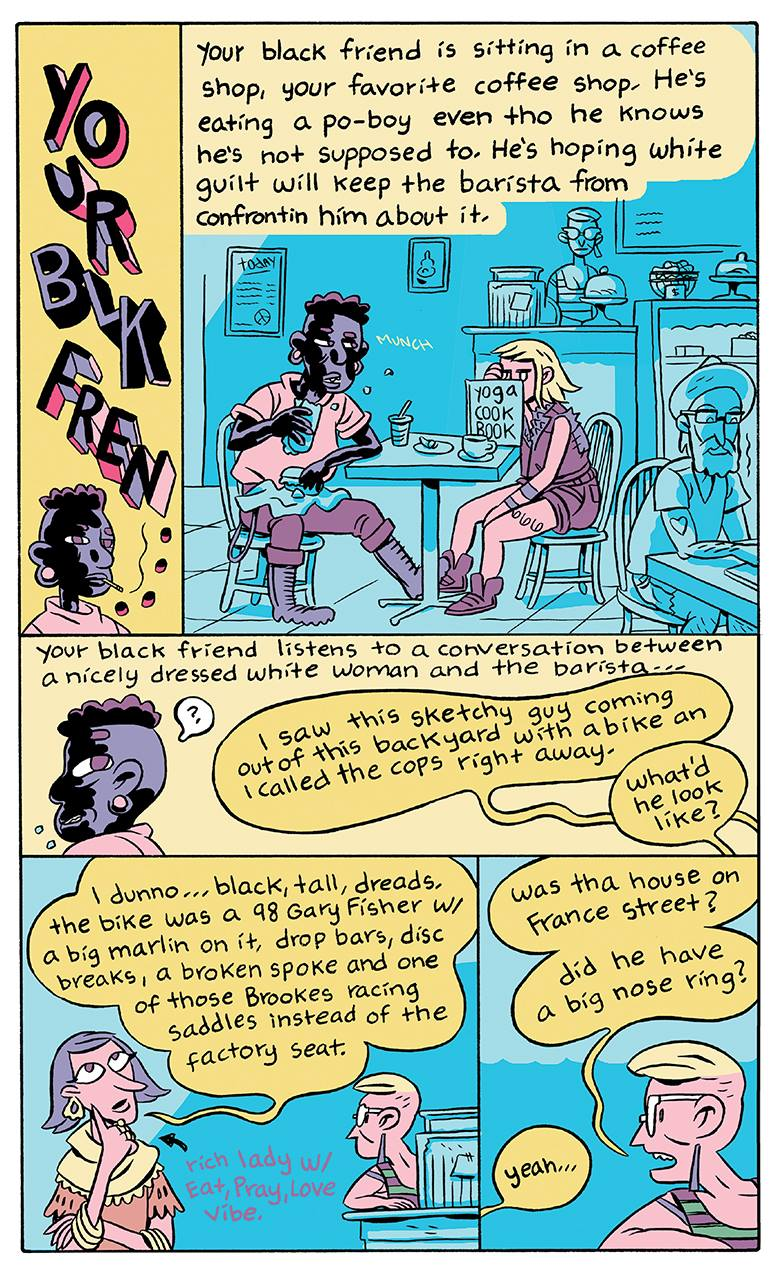 YOUR
BLK
FREN
Your black friend is sitting in a coffee
shop, your favorite coffee shop. He's
eating a po-boy even tho he knows
he's not supposed to. He's hoping white
guilt will keep the barista from
confrontin him about it.
today
MUNCH
yoga
COOK
BOOK
$
Your black friend listens to a conversation between
a nicely dressed white woman and the barista...
?
I saw this sketchy guy coming
out of this backyard with a bike an
I called the cops right away.
what'd
he look
like?
I dunno... black, tall, dreads.
the bike was a 98 Gary Fisher w/
a big marlin on it, drop bars, disc
breaks, a broken spoke and one
of those Brookes racing
saddles instead of the
factory seat.
rich lady w/
Eat, Pray, Love
vibe.
was tha house on
France street?
did he have
a big nose ring?
yeah...